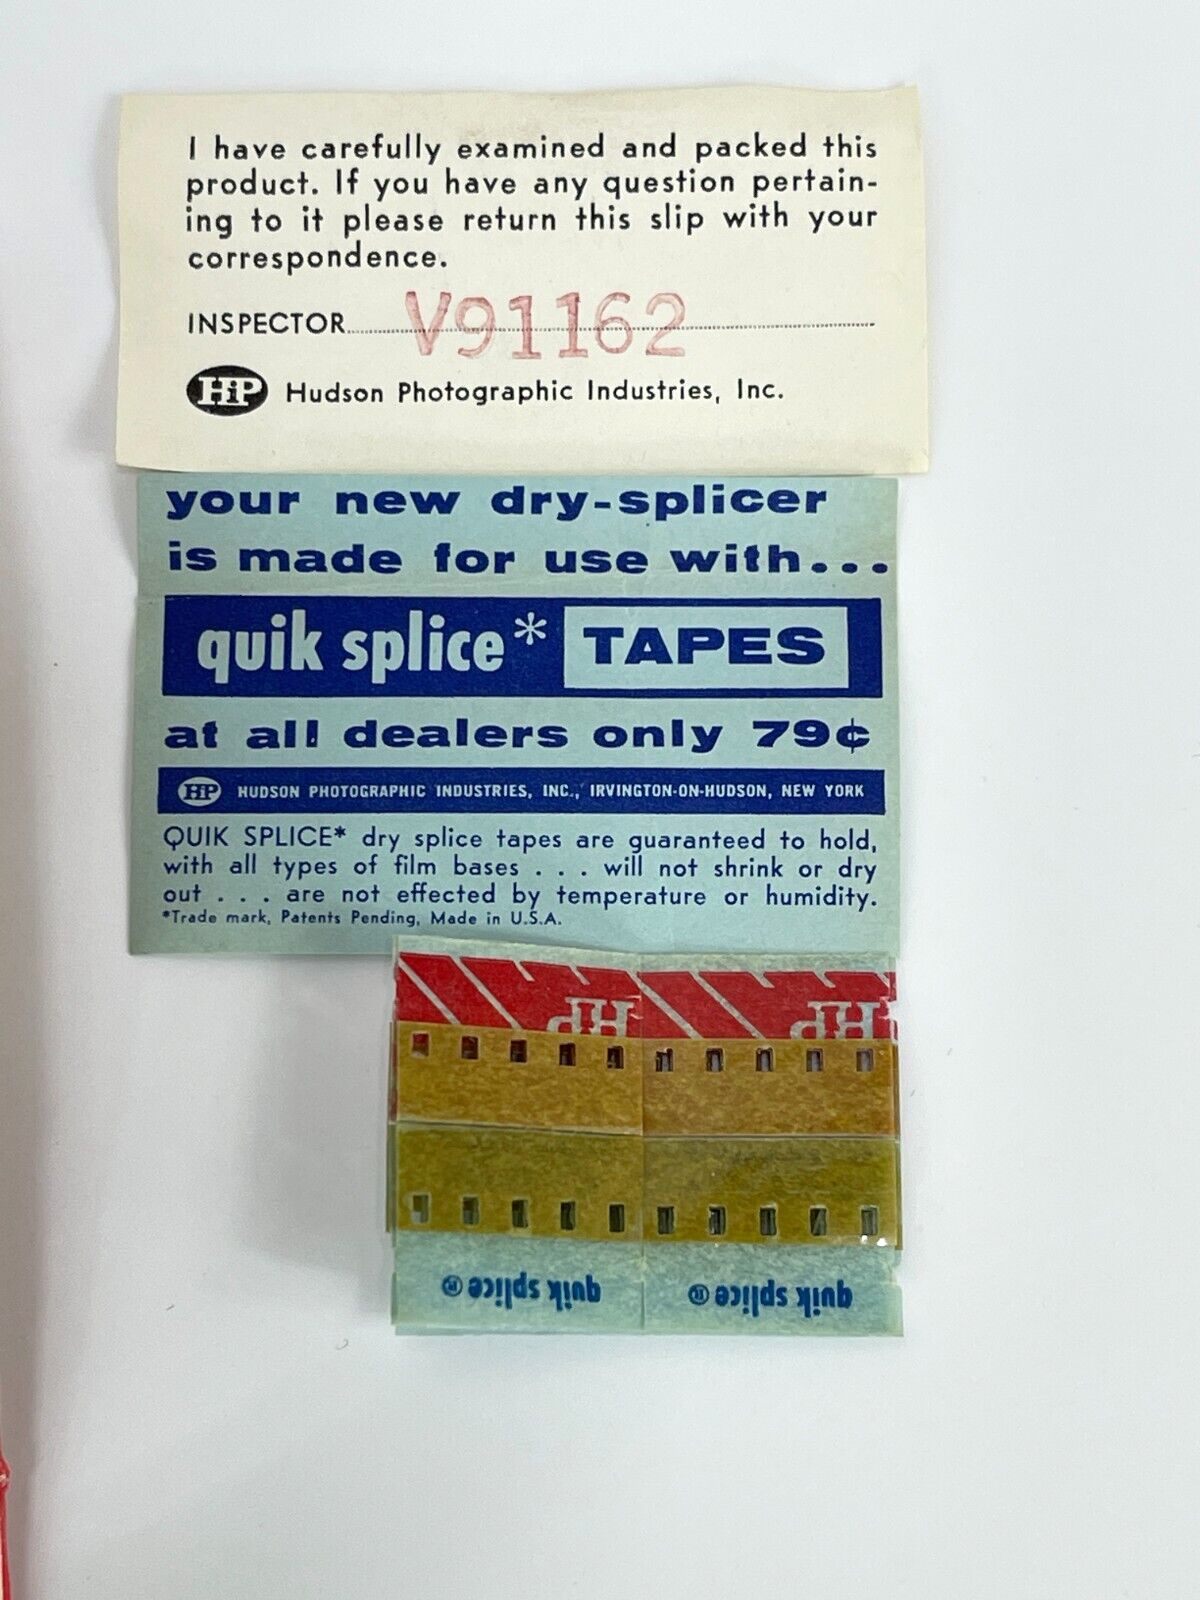 I have carefully examined and packed this
product. If you have any question pertain-
ing to it please return this slip with your
correspondence.
INSPECTOR V91162
HP Hudson Photographic Industries, Inc.
your new dry-splicer
is made for use with...
quik splice* TAPES
at all dealers only 79¢
HP HUDSON PHOTOGRAPHIC INDUSTRIES, INC., IRVINGTON-ON-HUDSON, NEW YORK
QUIK SPLICE* dry splice tapes are guaranteed to hold,
with all types of film bases . . . will not shrink or dry
out . . . are not effected by temperature or humidity.
*Trade mark, Patents Pending, Made in U.S.A.
HP HP
quik splice® quik splice®